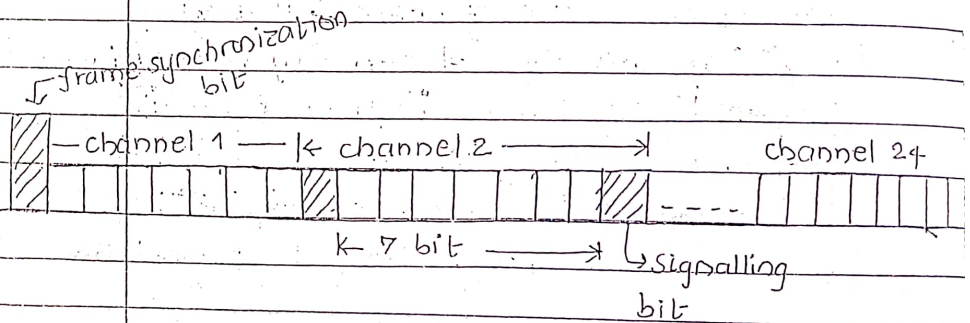 frame synchronization
bit
channel 1 channel 2 channel 24
7 bit
signalling
bit